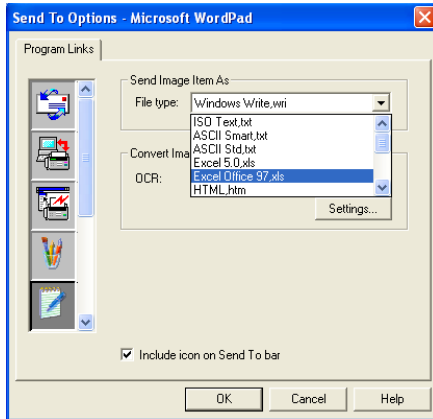 Send To Options - Microsoft WordPad
Program Links
Send Image Item As
File type:
Windows Write,wri
ISO Text,txt
ASCII Smart,txt
ASCII Std,txt
Excel 5.0,xls
Excel Office 97,xls
HTML,htm
Convert Ima
OCR:
Settings...
Include icon on Send To bar
OK
Cancel
Help